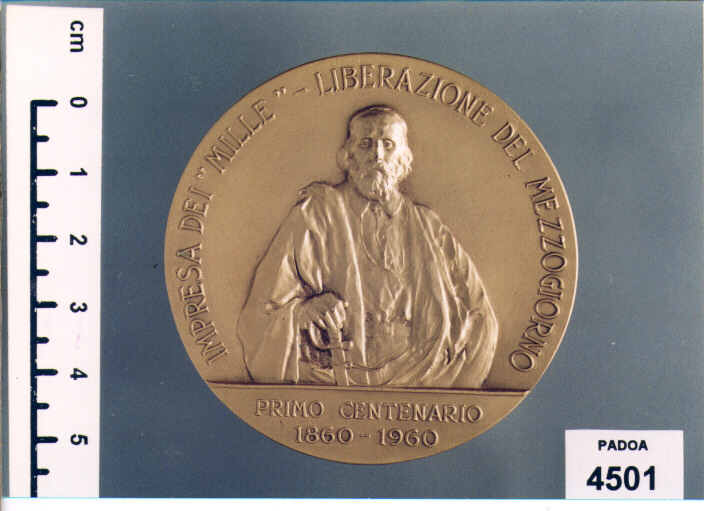 cm
0
1
2
3
4
5
IMPRESA DEI "MILLE" - LIBERAZIONE DEL MEZZOGIORNO
PRIMO CENTENARIO
1860 - 1960
PADOA
4501